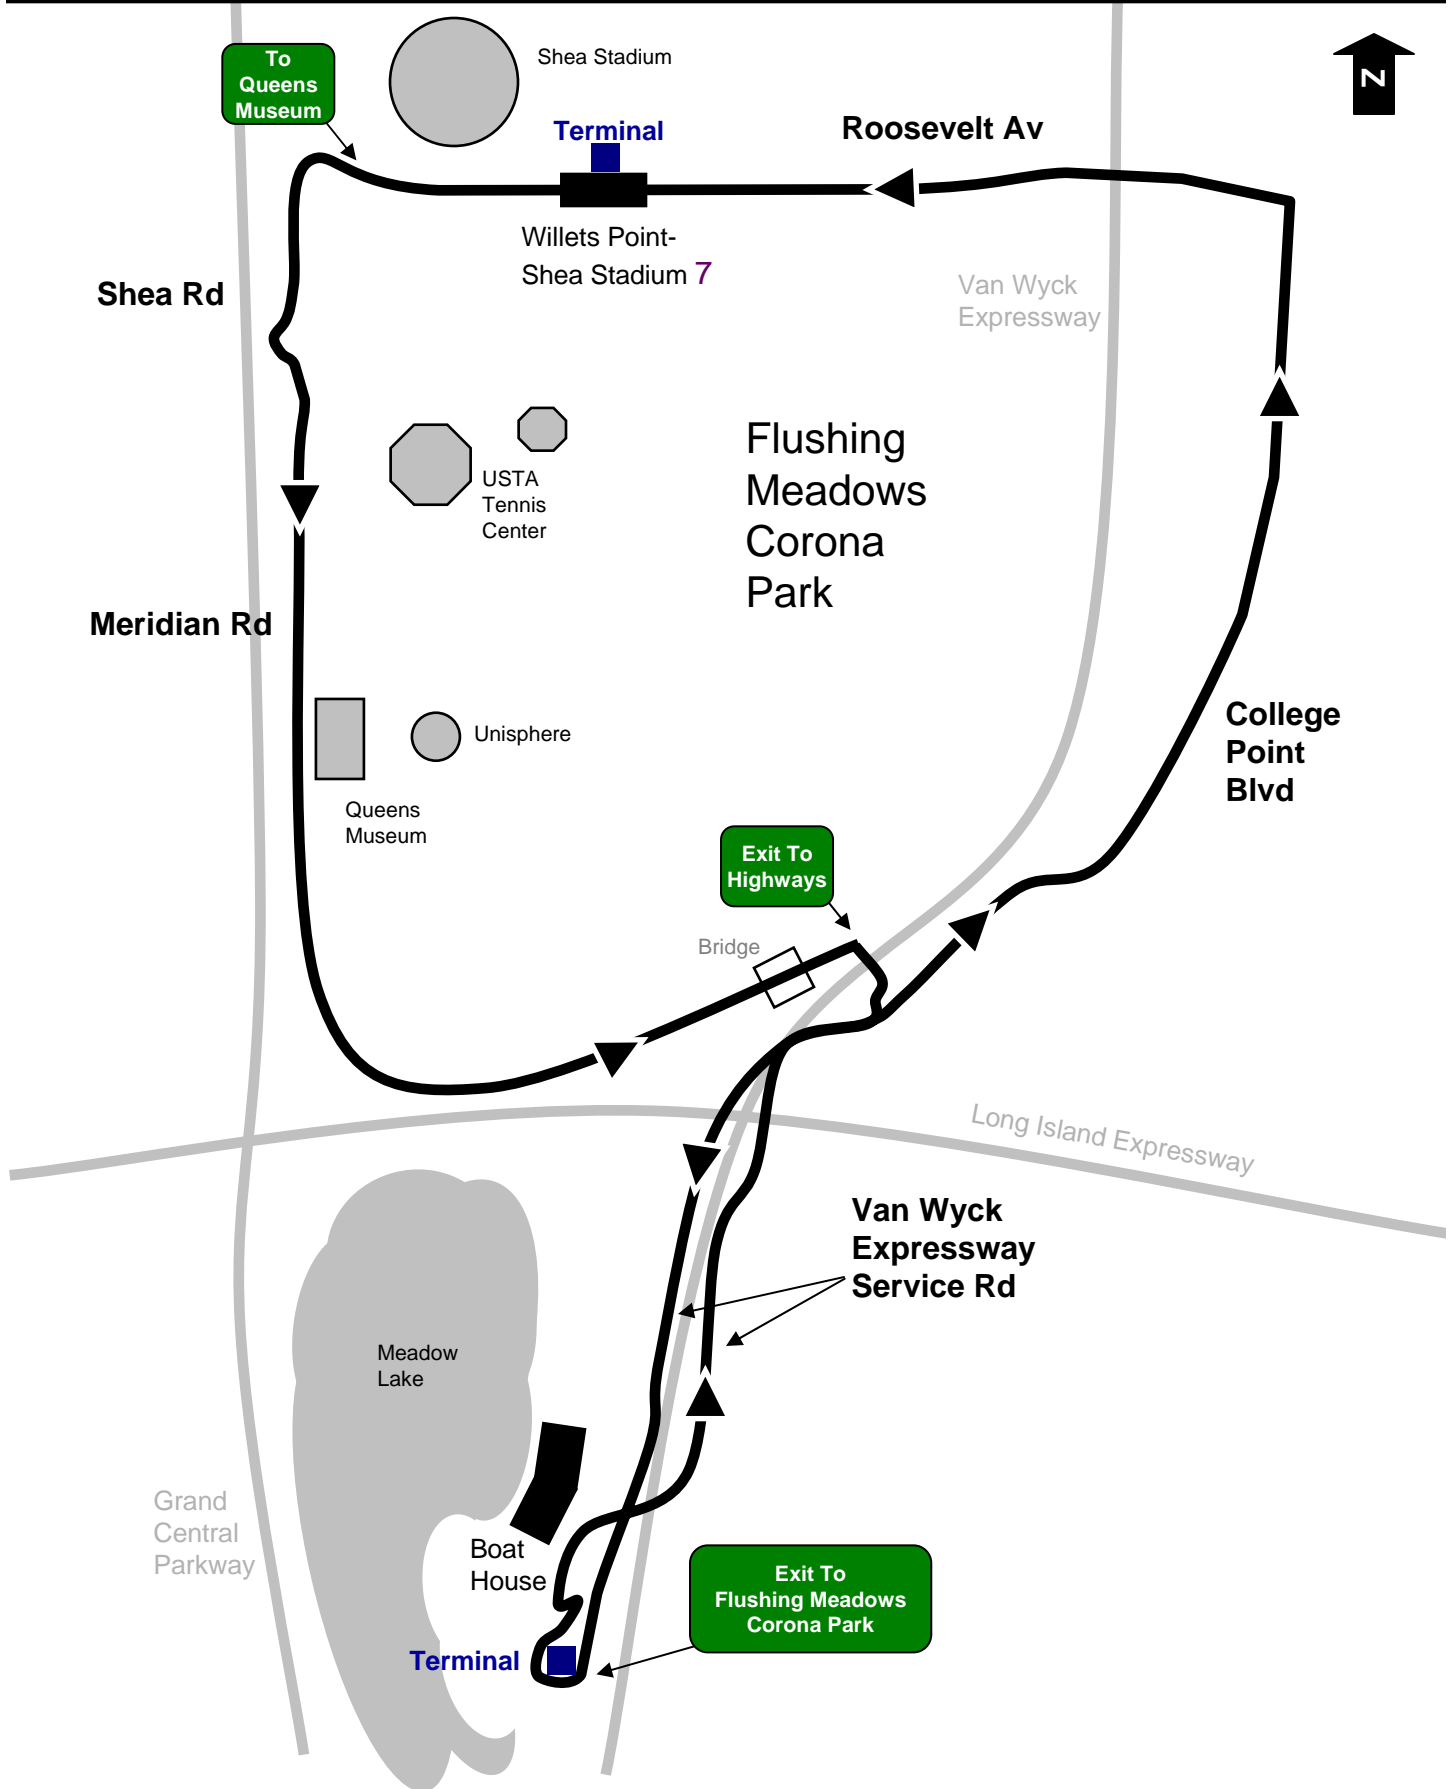 To
Queens
Museum
Shea Stadium
Terminal
Roosevelt Av
N
Willets Point-
Shea Stadium 7
Shea Rd
Van Wyck
Expressway
Flushing
Meadows
Corona
Park
USTA
Tennis
Center
Meridian Rd
College
Point
Blvd
Unisphere
Queens
Museum
Exit To
Highways
Bridge
Long Island Expressway
Van Wyck
Expressway
Service Rd
Meadow
Lake
Grand
Central
Parkway
Boat
House
Exit To
Flushing Meadows
Corona Park
Terminal